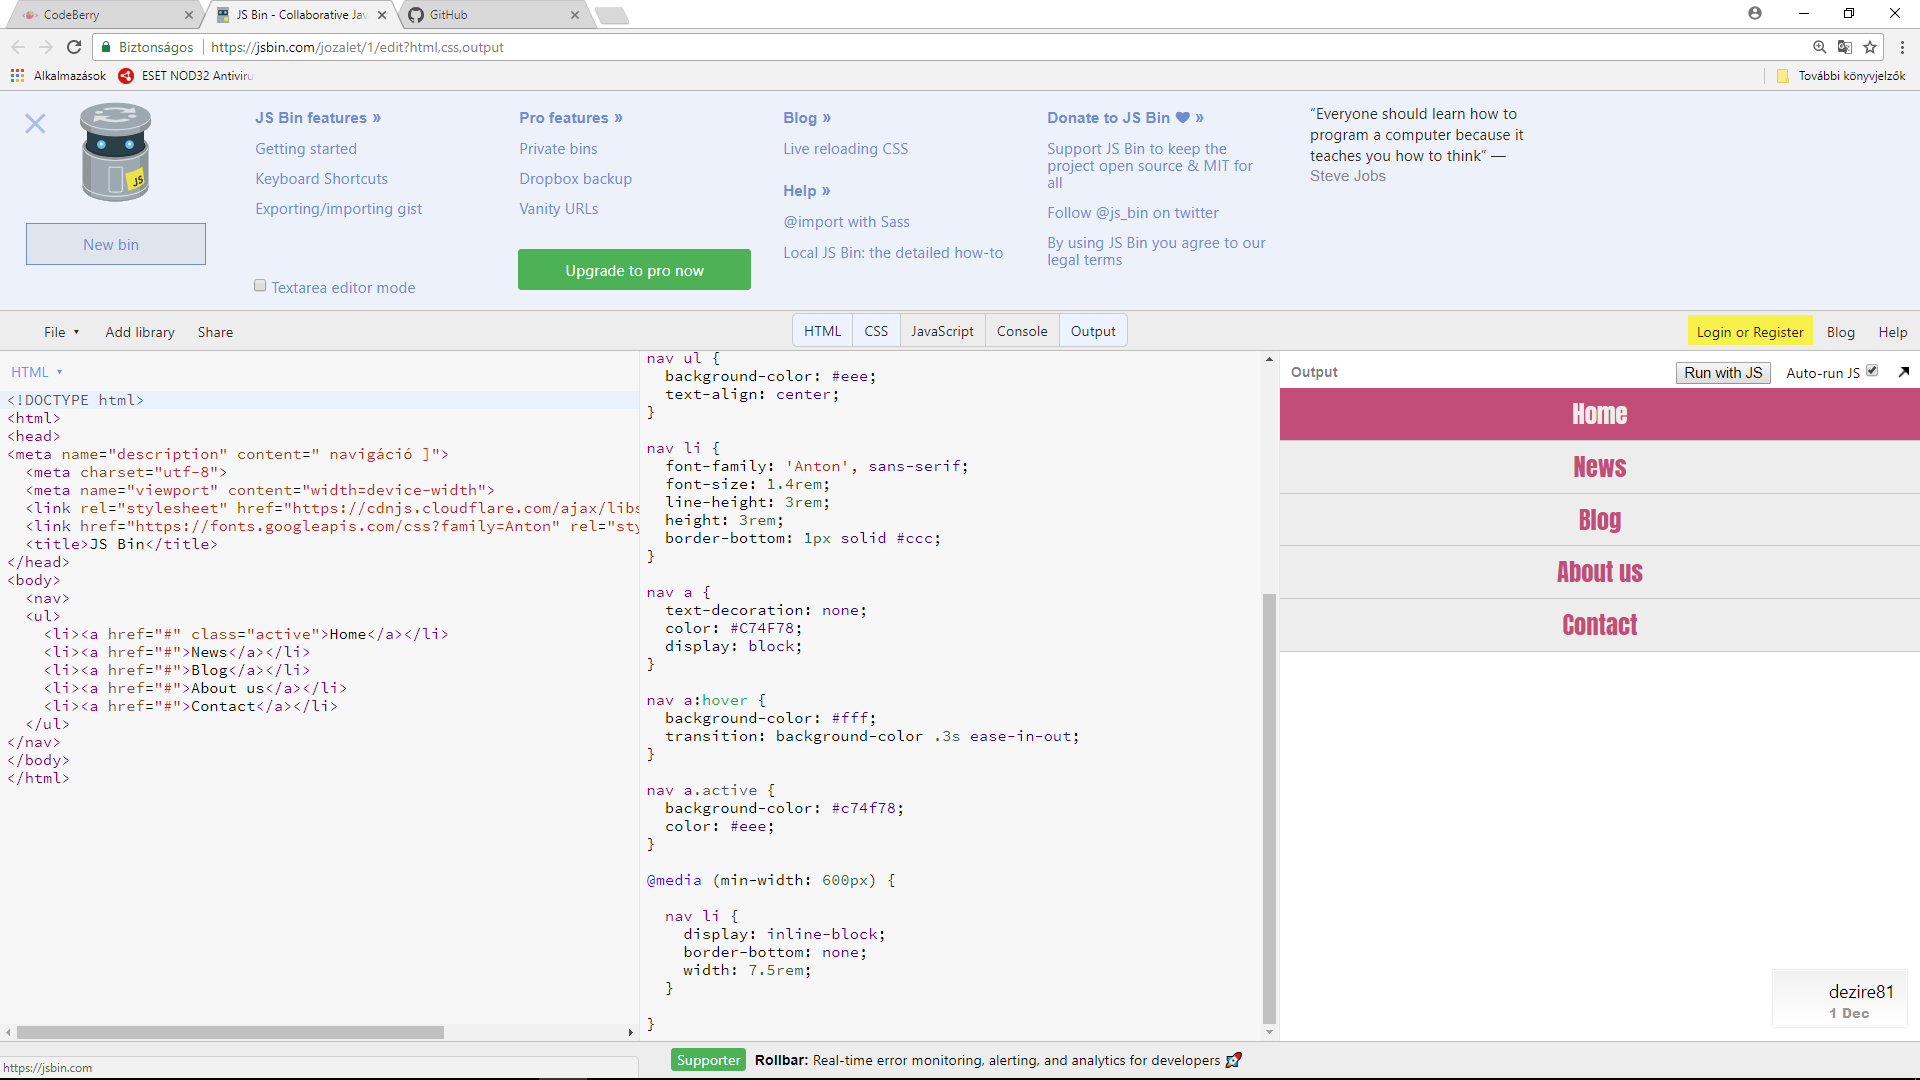 CodeBerry
JS Bin - Collaborative Jav
GitHub
Biztonságos
https://jsbin.com/jozalet/1/edit?html,css,output
Alkalmazások
ESET NOD32 Antiviru
További könyvjelzők
New bin
JS Bin features »
Getting started
Keyboard Shortcuts
Exporting/importing gist
Textarea editor mode
Pro features »
Private bins
Dropbox backup
Vanity URLs
Upgrade to pro now
Blog »
Live reloading CSS
Help »
@import with Sass
Local JS Bin: the detailed how-to
Donate to JS Bin ♥ »
Support JS Bin to keep the
project open source & MIT for
all
Follow @js_bin on twitter
By using JS Bin you agree to our
legal terms
“Everyone should learn how to
program a computer because it
teaches you how to think” —
Steve Jobs
JS
File
Add library
Share
HTML
CSS
JavaScript
Console
Output
Login or Register
Blog
Help
HTML
<!DOCTYPE html>
<html>
<head>
<meta name="description" content=" navigáció ]">
<meta charset="utf-8">
<meta name="viewport" content="width=device-width">
<link rel="stylesheet" href="https://cdnjs.cloudflare.com/ajax/libs
<link href="https://fonts.googleapis.com/css?family=Anton" rel="sty
<title>JS Bin</title>
</head>
<body>
<nav>
<ul>
<li><a href="#" class="active">Home</a></li>
<li><a href="#">News</a></li>
<li><a href="#">Blog</a></li>
<li><a href="#">About us</a></li>
<li><a href="#">Contact</a></li>
</ul>
</nav>
</body>
</html>
nav ul {
background-color: #eee;
text-align: center;
}
nav li {
font-family: 'Anton', sans-serif;
font-size: 1.4rem;
line-height: 3rem;
height: 3rem;
border-bottom: 1px solid #ccc;
}
nav a {
text-decoration: none;
color: #C74F78;
display: block;
}
nav a:hover {
background-color: #fff;
transition: background-color .3s ease-in-out;
}
nav a.active {
background-color: #c74f78;
color: #eee;
}
@media (min-width: 600px) {
nav li {
display: inline-block;
border-bottom: none;
width: 7.5rem;
}
}
Output
Run with JS
Auto-run JS
Home
News
Blog
About us
Contact
dezire81
1 Dec
https://jsbin.com
Supporter
Rollbar: Real-time error monitoring, alerting, and analytics for developers 🚀